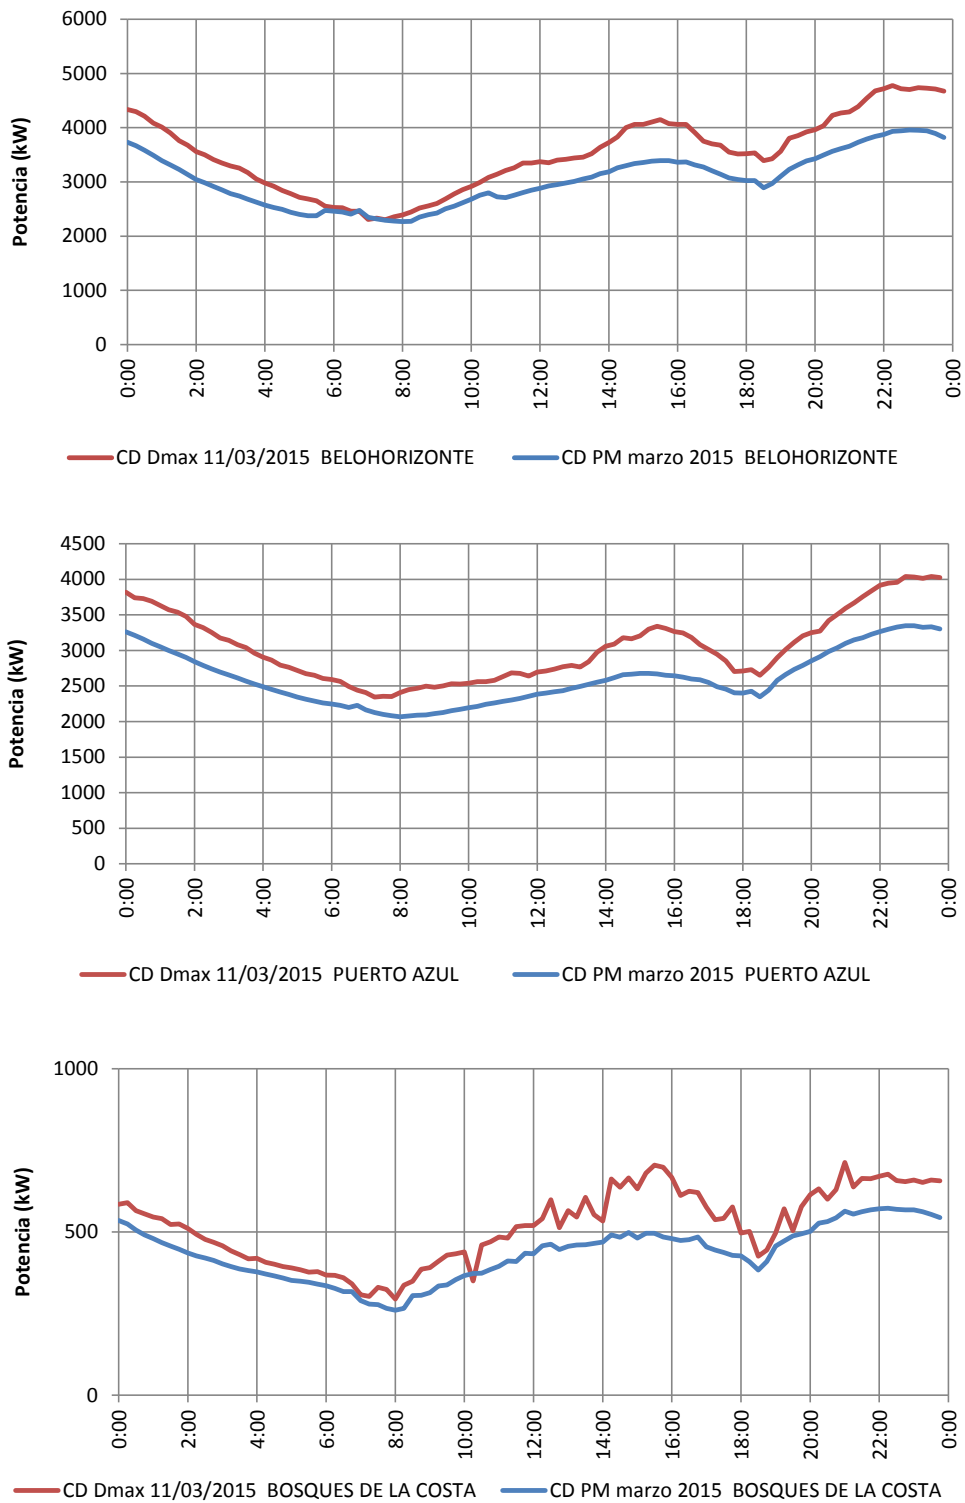 6000
5000
4000
3000
2000
1000
0
Potencia (kW)
0:00 2:00 4:00 6:00 8:00 10:00 12:00 14:00 16:00 18:00 20:00 22:00 0:00
CD Dmax 11/03/2015 BELOHORIZONTE CD PM marzo 2015 BELOHORIZONTE
4500
4000
3500
3000
2500
2000
1500
1000
500
0
Potencia (kW)
0:00 2:00 4:00 6:00 8:00 10:00 12:00 14:00 16:00 18:00 20:00 22:00 0:00
CD Dmax 11/03/2015 PUERTO AZUL CD PM marzo 2015 PUERTO AZUL
1000
500
0
Potencia (kW)
0:00 2:00 4:00 6:00 8:00 10:00 12:00 14:00 16:00 18:00 20:00 22:00 0:00
CD Dmax 11/03/2015 BOSQUES DE LA COSTA CD PM marzo 2015 BOSQUES DE LA COSTA